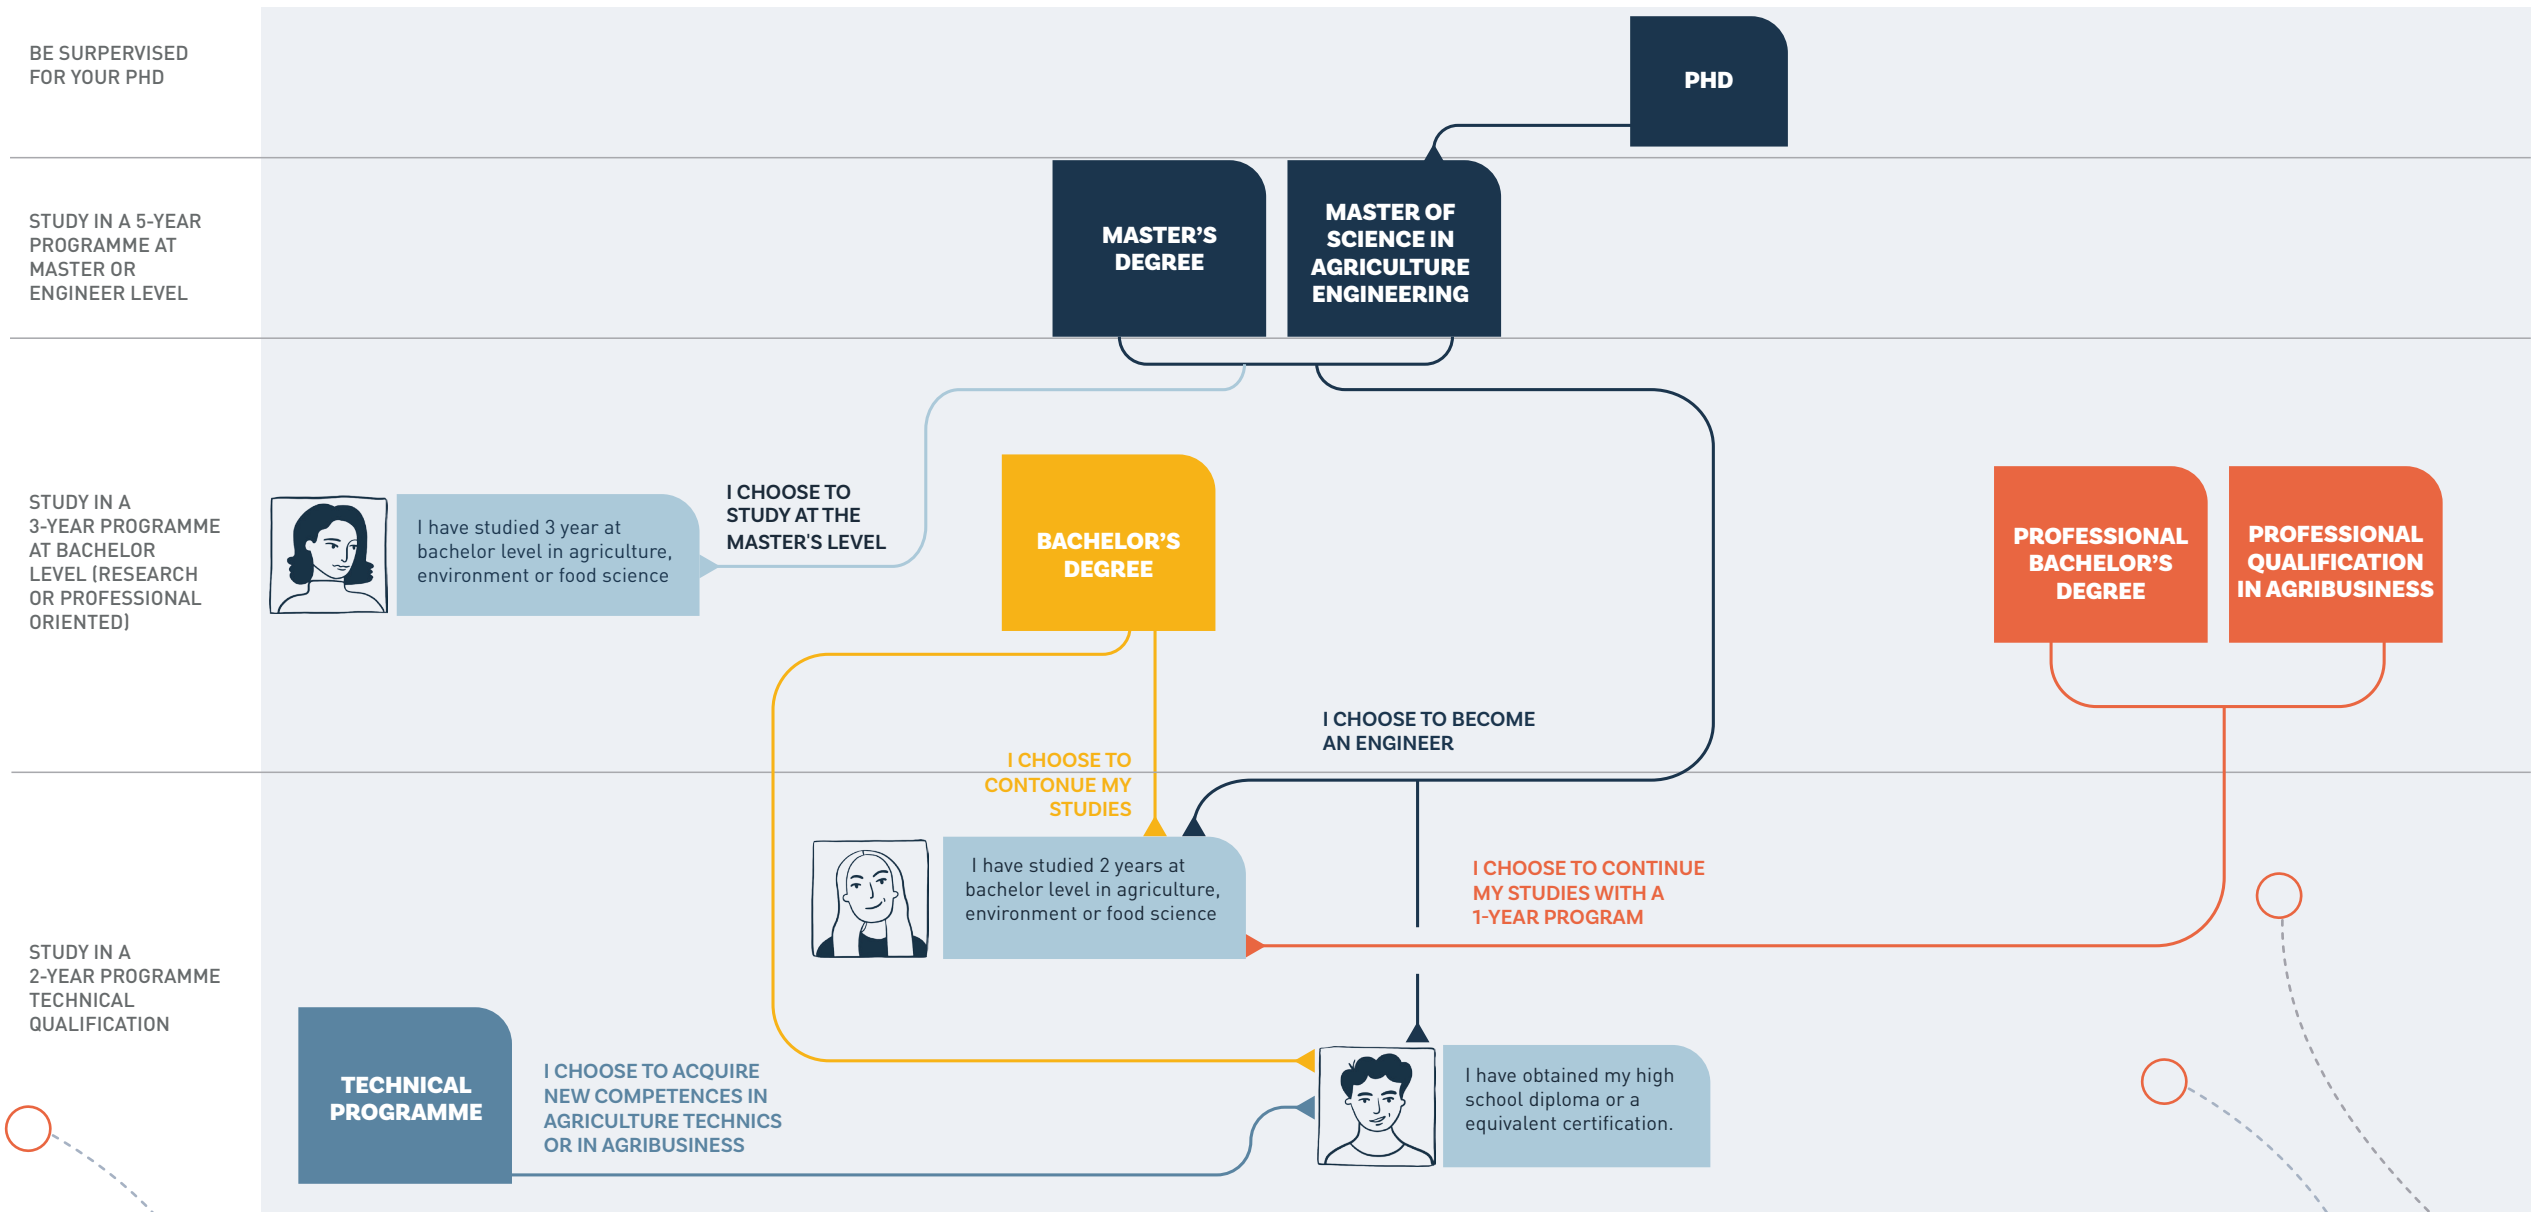 BE SURPERVISED
FOR YOUR PHD
PHD
STUDY IN A 5-YEAR
PROGRAMME AT
MASTER OR
ENGINEER LEVEL
MASTER'S
DEGREE
MASTER OF
SCIENCE IN
AGRICULTURE
ENGINEERING
STUDY IN A
3-YEAR PROGRAMME
AT BACHELOR
LEVEL (RESEARCH
OR PROFESSIONAL
ORIENTED)
I have studied 3 year at
bachelor level in agriculture,
environment or food science
I CHOOSE TO
STUDY AT THE
MASTER'S LEVEL
BACHELOR'S
DEGREE
PROFESSIONAL
BACHELOR'S
DEGREE
PROFESSIONAL
QUALIFICATION
IN AGRIBUSINESS
I CHOOSE TO BECOME
AN ENGINEER
I CHOOSE TO
CONTONUE MY
STUDIES
I have studied 2 years at
bachelor level in agriculture,
environment or food science
I CHOOSE TO CONTINUE
MY STUDIES WITH A
1-YEAR PROGRAM
STUDY IN A
2-YEAR PROGRAMME
TECHNICAL
QUALIFICATION
TECHNICAL
PROGRAMME
I CHOOSE TO ACQUIRE
NEW COMPETENCES IN
AGRICULTURE TECHNICS
OR IN AGRIBUSINESS
I have obtained my high
school diploma or a
equivalent certification.